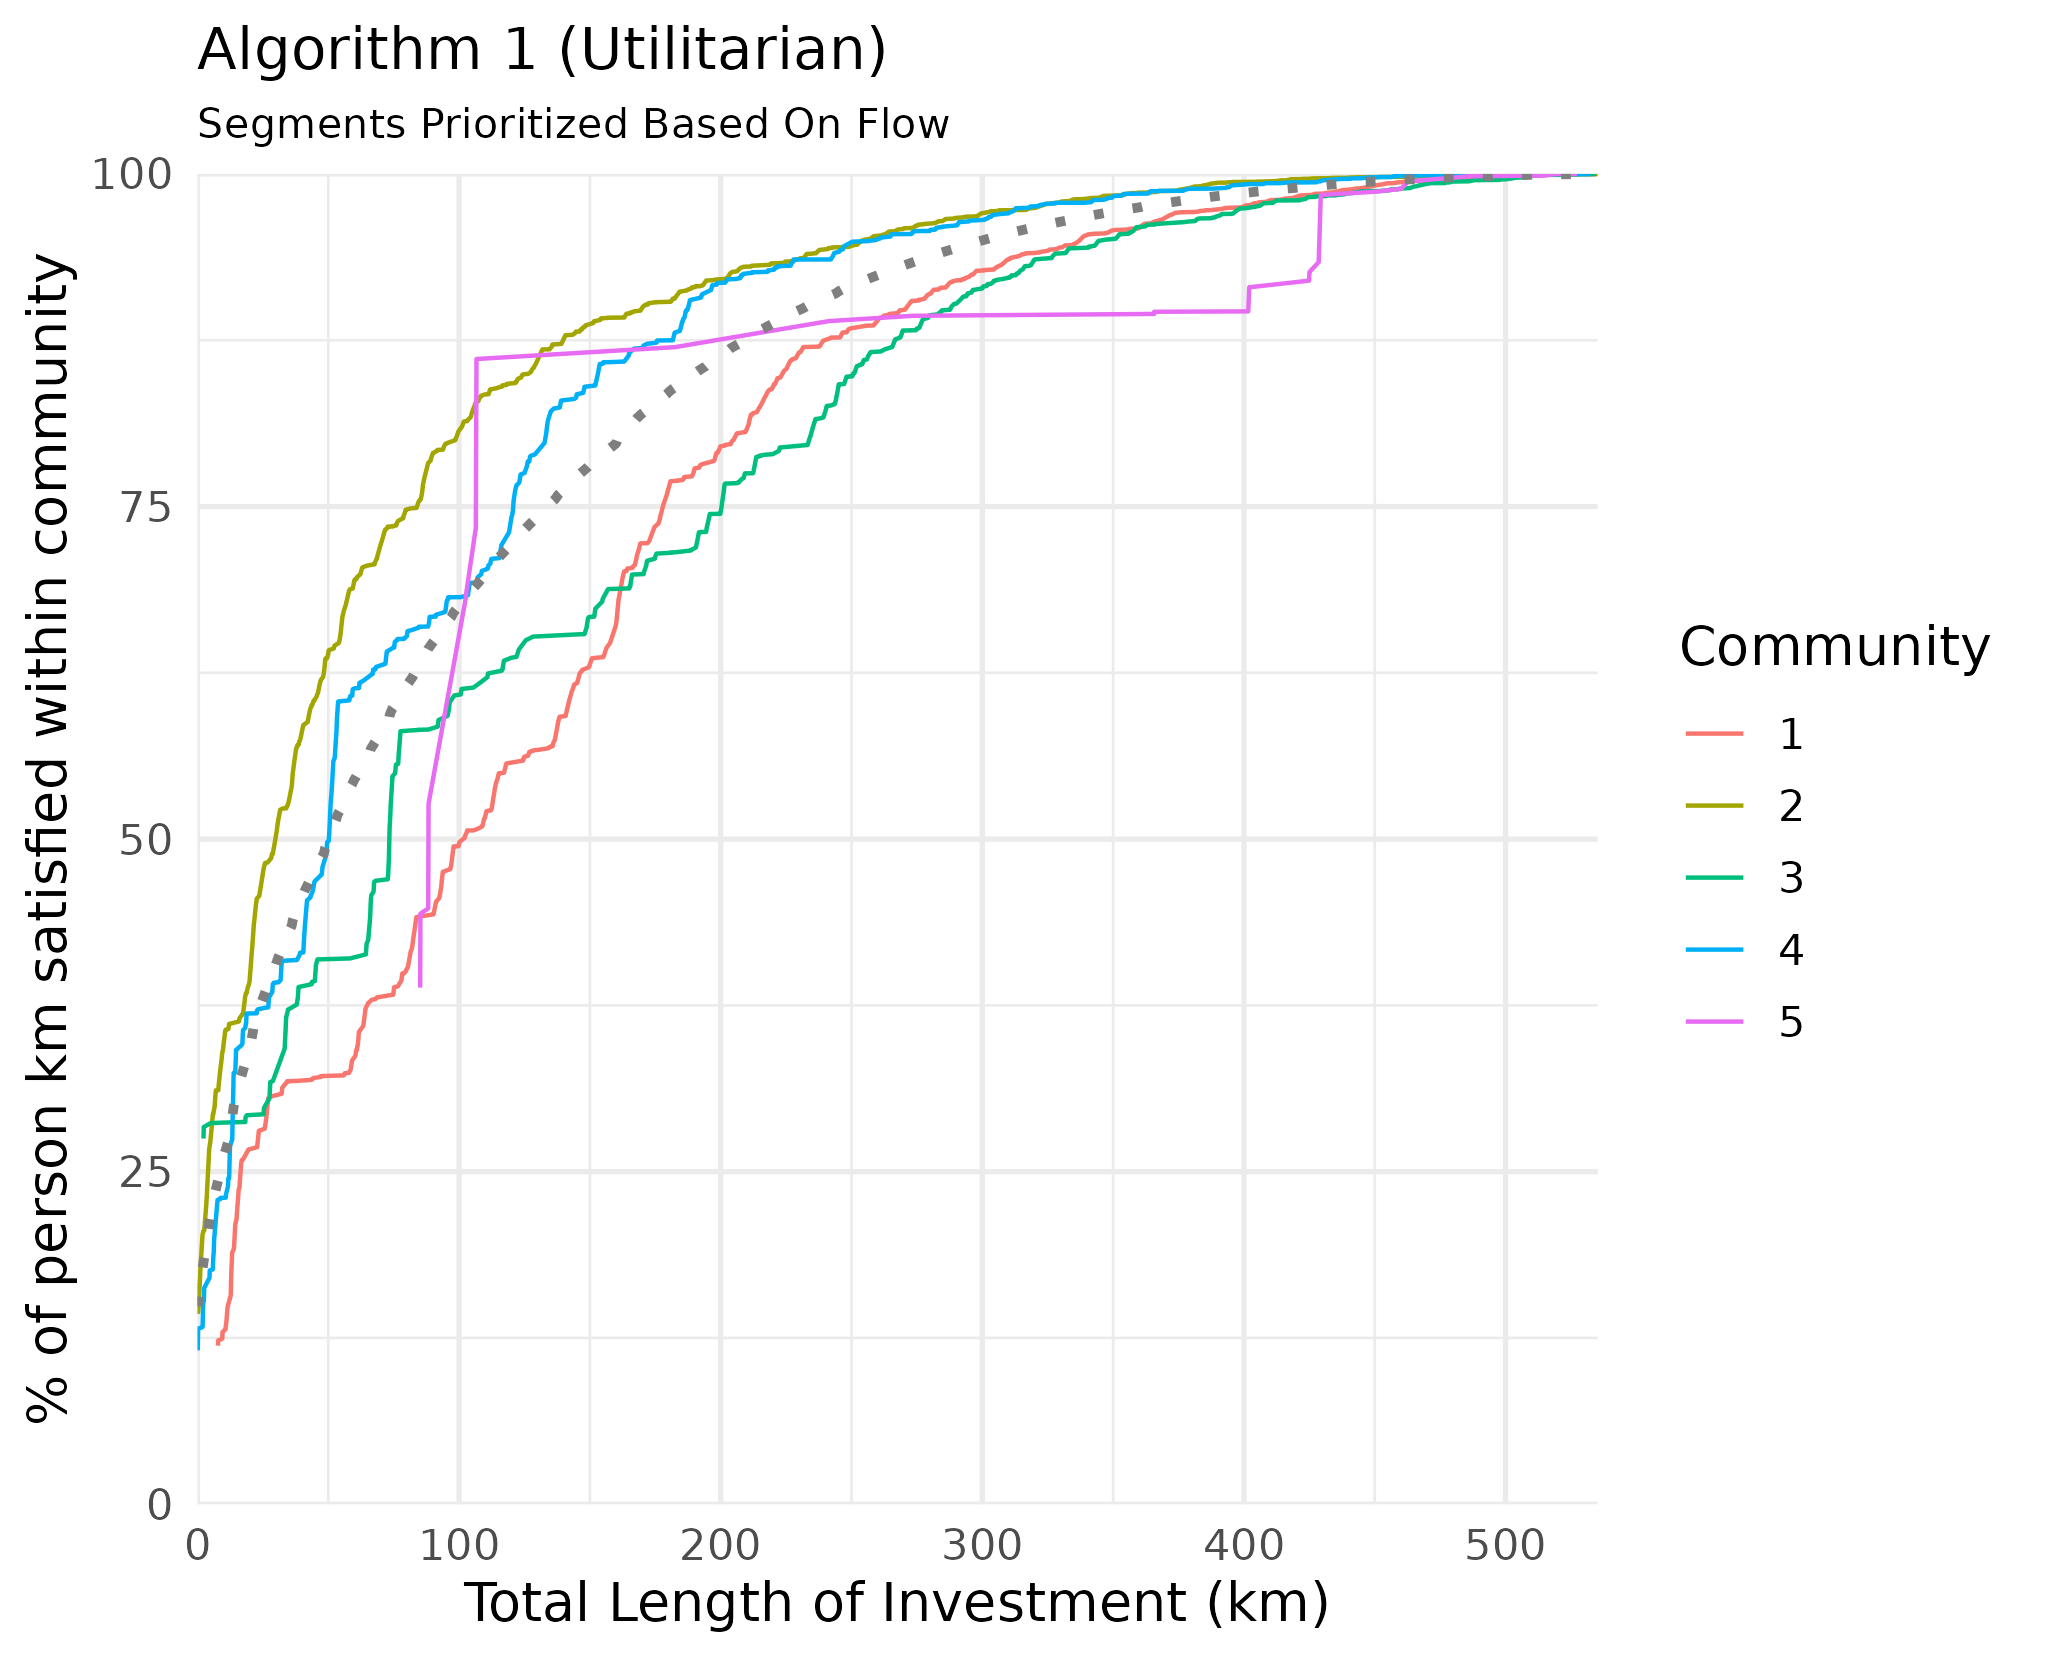 Algorithm 1 (Utilitarian)
Segments Prioritized Based On Flow
% of person km satisfied within community
100
75
50
25
0
0 100 200 300 400 500
Total Length of Investment (km)
Community
1
2
3
4
5